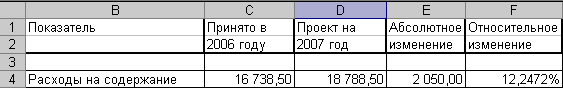 B C D E F
1 Показатель Принято в Проект на Абсолютное Относительное
2 2006 году 2007 год изменение изменение
3
4 Расходы на содержание 16 738,50 18 788,50 2 050,00 12,2472%